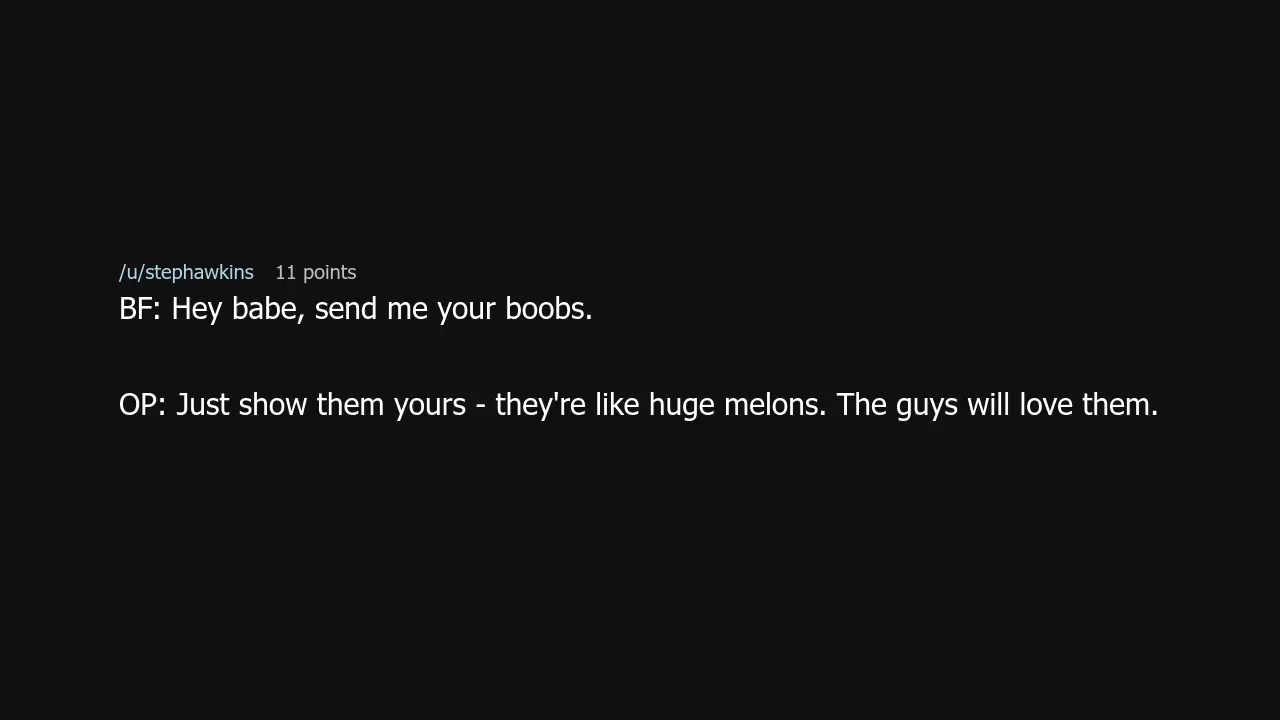 /u/stephawkins 11 points
BF: Hey babe, send me your boobs.
OP: Just show them yours - they're like huge melons. The guys will love them.